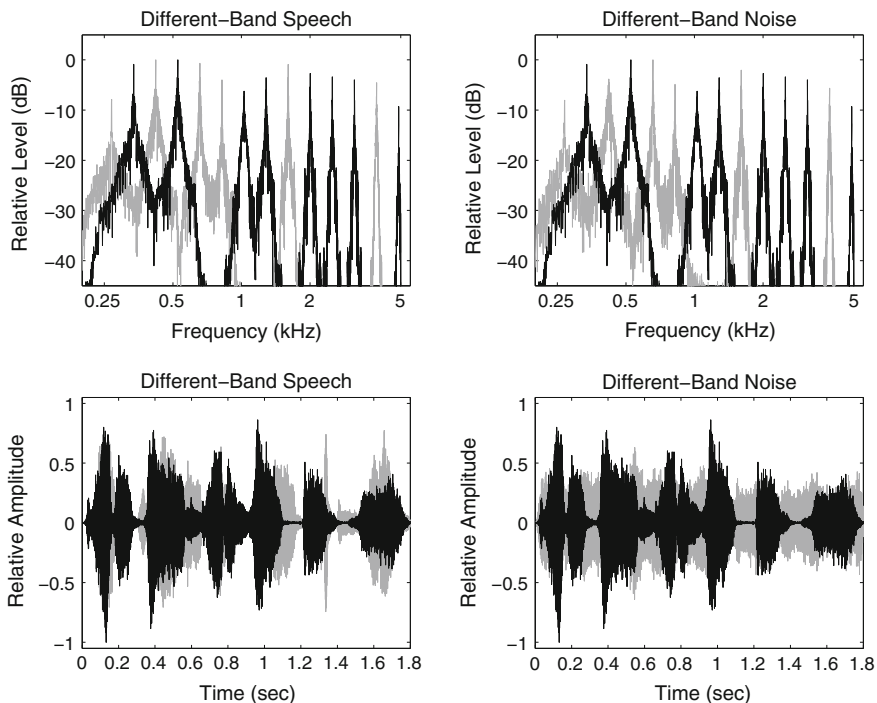 Different−Band Speech
0
−10
−20
−30
−40
Relative Level (dB)
0.25 0.5 1 2 5
Frequency (kHz)
Different−Band Noise
0
−10
−20
−30
−40
Relative Level (dB)
0.25 0.5 1 2 5
Frequency (kHz)
Different−Band Speech
1
0.5
0
−0.5
−1
Relative Amplitude
0 0.2 0.4 0.6 0.8 1 1.2 1.4 1.6 1.8
Time (sec)
Different−Band Noise
1
0.5
0
−0.5
−1
Relative Amplitude
0 0.2 0.4 0.6 0.8 1 1.2 1.4 1.6 1.8
Time (sec)